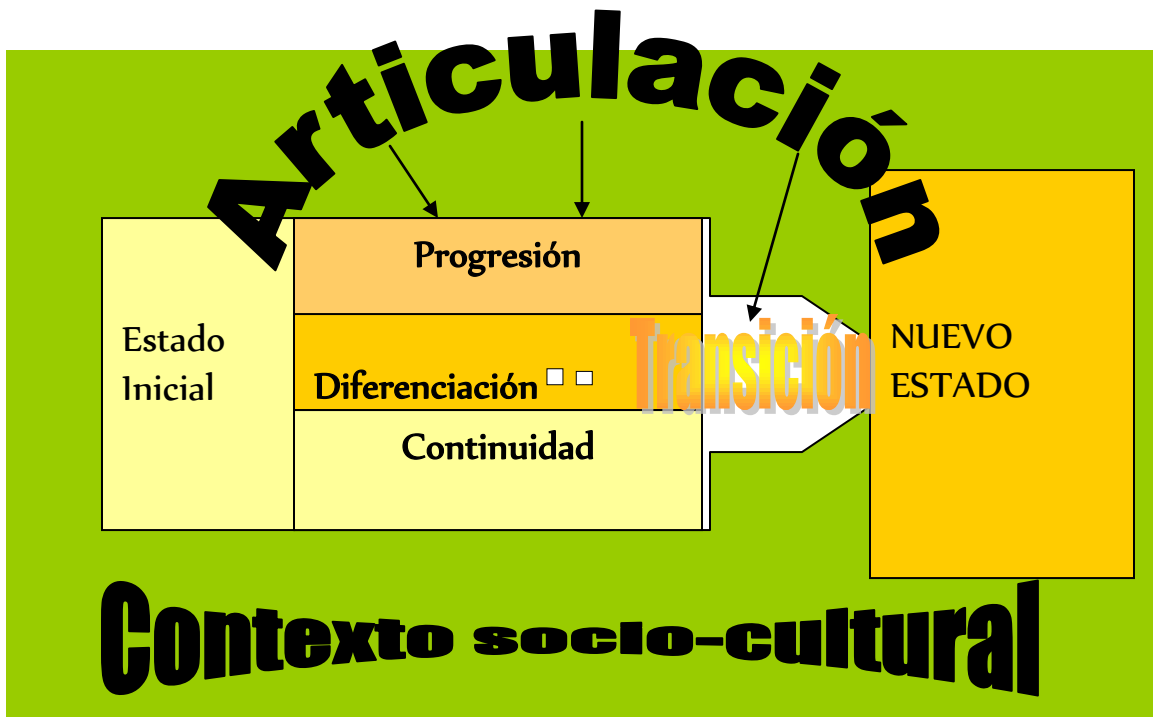 Articulación
Progresión
Estado
Inicial
Diferenciación
Transición
Continuidad
NUEVO
ESTADO
Contexto socio-cultural